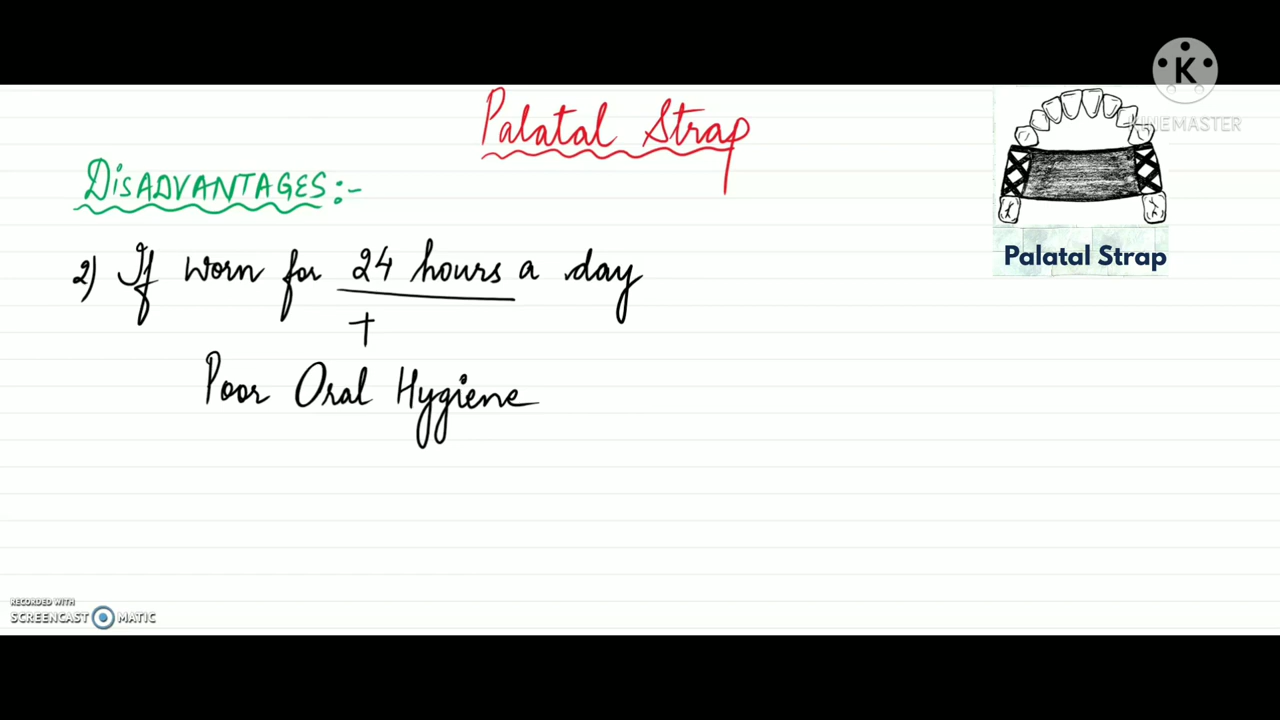 K
KINEMASTER
Palatal Strap
DISADVANTAGES:-
2) If worn for 24 hours a day
+
Poor Oral Hygiene
Palatal Strap
RECORDED WITH
SCREENCAST MATIC